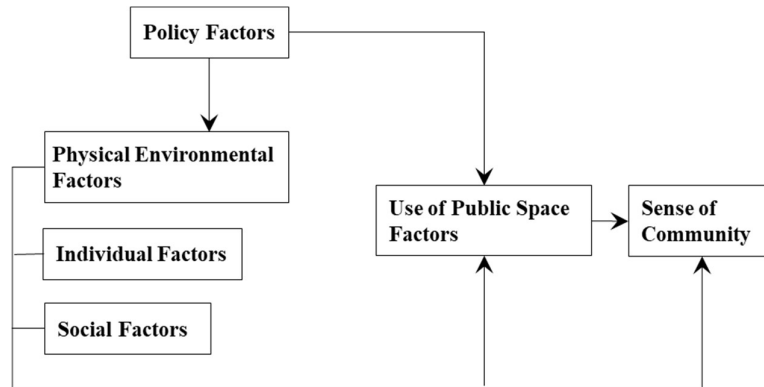 Policy Factors
Physical Environmental
Factors
Individual Factors
Social Factors
Use of Public Space
Factors
Sense of
Community